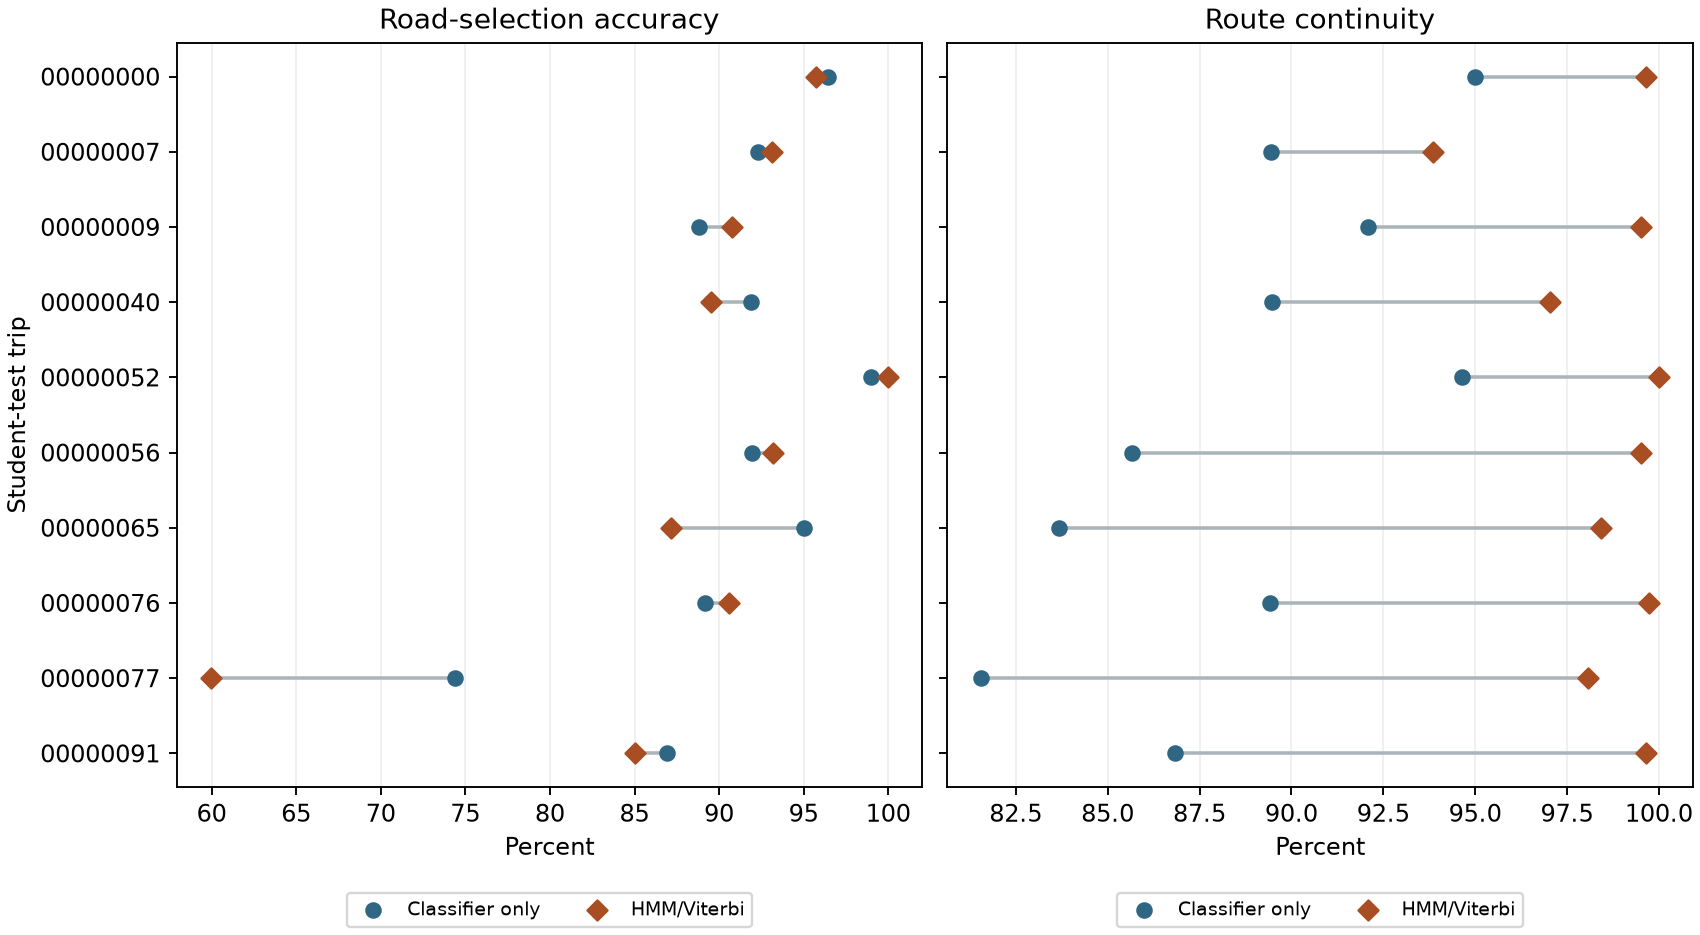 Road-selection accuracy
Route continuity
Student-test trip
00000000
00000007
00000009
00000040
00000052
00000056
00000065
00000076
00000077
00000091
60 65 70 75 80 85 90 95 100
82.5 85.0 87.5 90.0 92.5 95.0 97.5 100.0
Percent
Percent
Classifier only HMM/Viterbi
Classifier only HMM/Viterbi